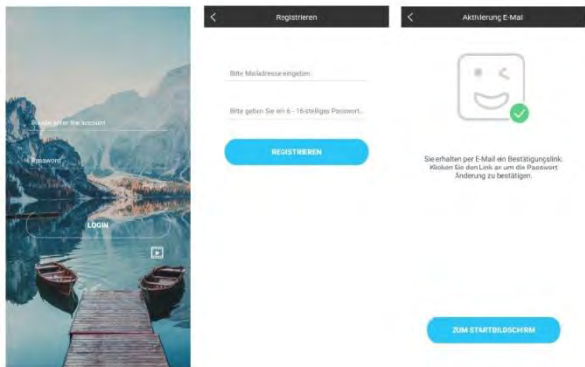 Please enter the account
Password
LOGIN
Registrieren
Bitte Mailadresse eingeben
Bitte geben Sie ein 6 - 16-stelliges Passwort..
REGISTRIEREN
Aktivierung E-Mail
Sie erhalten per E-Mail ein Bestätigungslink.
Klicken Sie den Link an um die Passwort
Änderung zu bestätigen.
ZUM STARTBILDSCHIRM